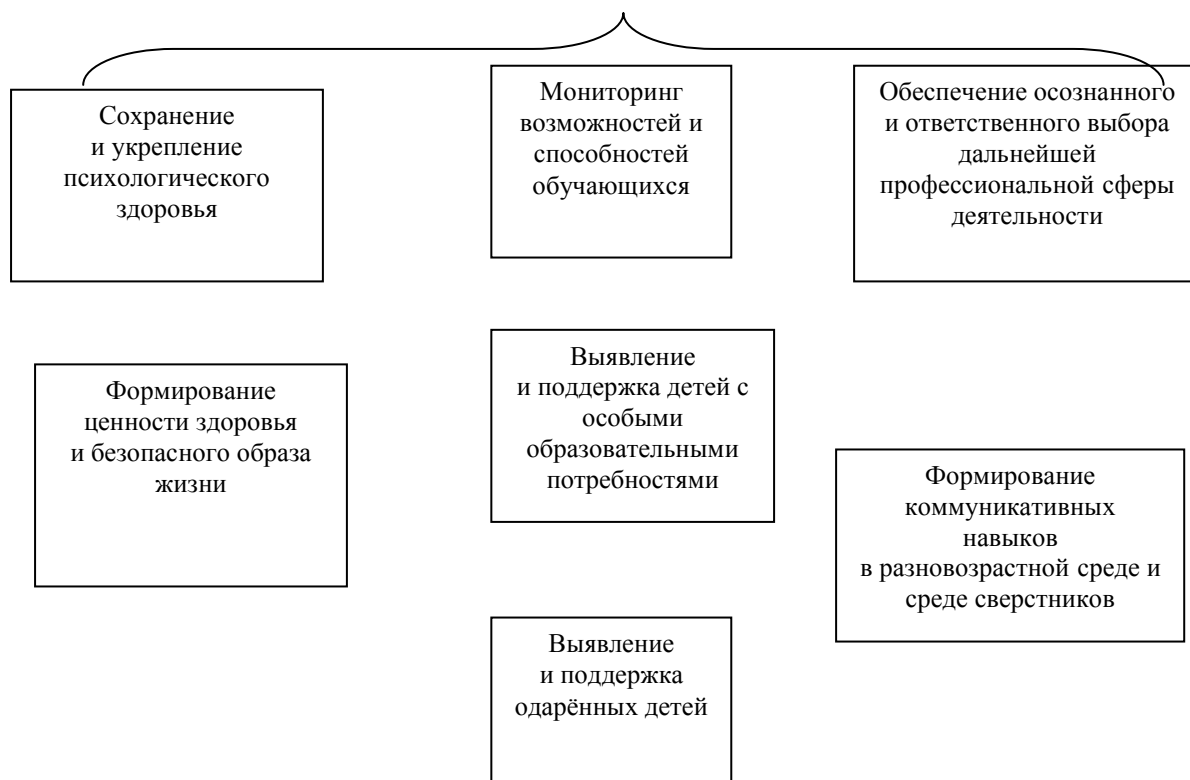 Сохранение
и укрепление
психологического
здоровья
Мониторинг
возможностей и
способностей
обучающихся
Обеспечение осознанного
и ответственного выбора
дальнейшей
профессиональной сферы
деятельности
Формирование
ценности здоровья
и безопасного образа
жизни
Выявление
и поддержка детей с
особыми
образовательными
потребностями
Формирование
коммуникативных
навыков
в разновозрастной среде и
среде сверстников
Выявление
и поддержка
одарённых детей